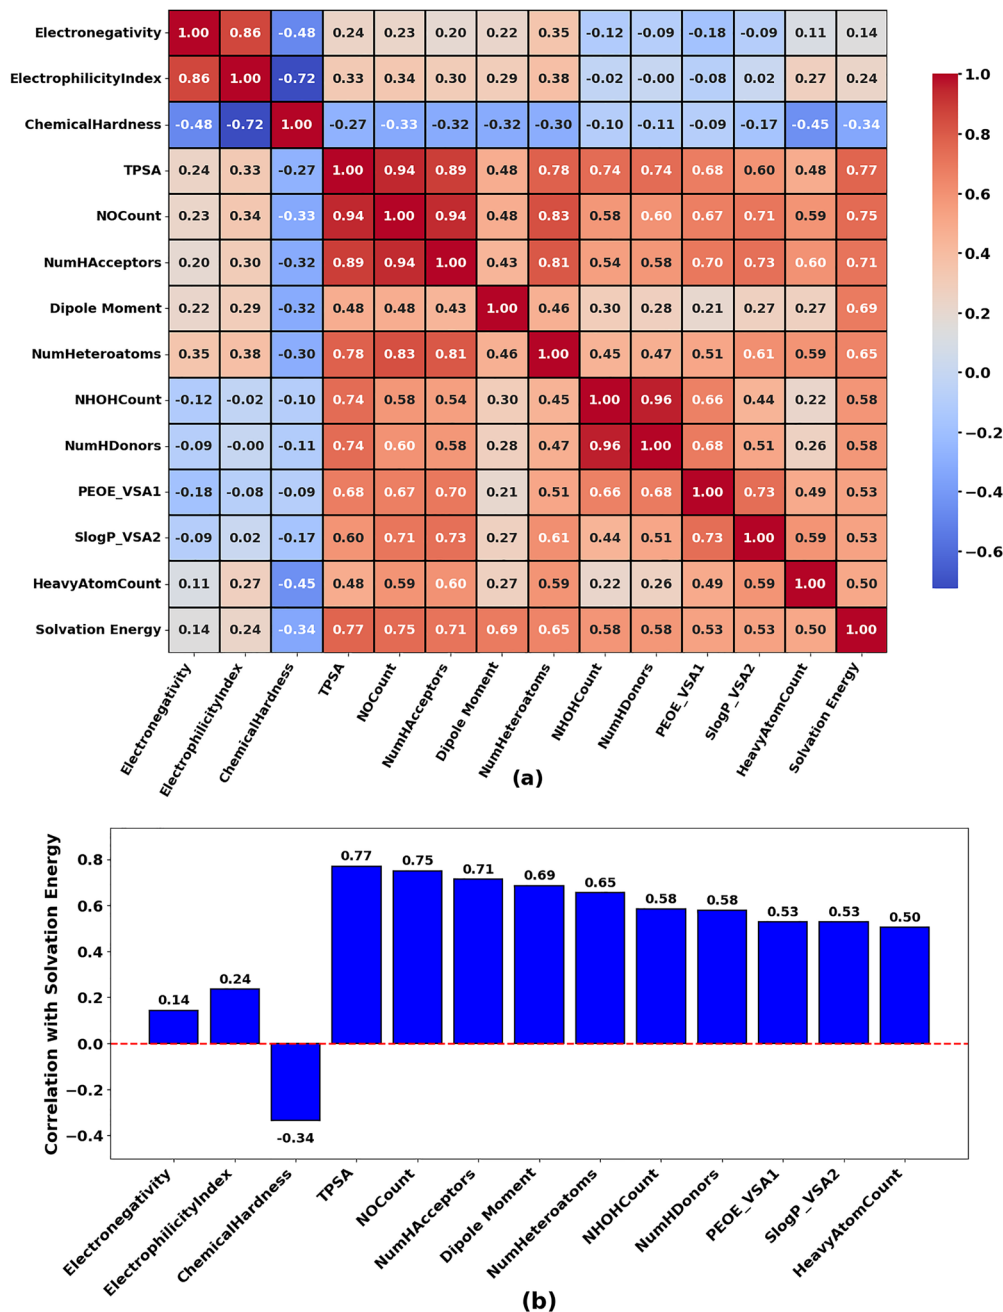 Electronegativity 1.00 0.86 -0.48 0.24 0.23 0.20 0.22 0.35 -0.12 -0.09 -0.18 -0.09 0.11 0.14
ElectrophilicityIndex 0.86 1.00 -0.72 0.33 0.34 0.30 0.29 0.38 -0.02 -0.00 -0.08 0.02 0.27 0.24
ChemicalHardness -0.48 -0.72 1.00 -0.27 -0.33 -0.32 -0.32 -0.30 -0.10 -0.11 -0.09 -0.17 -0.45 -0.34
TPSA 0.24 0.33 -0.27 1.00 0.94 0.89 0.48 0.78 0.74 0.74 0.68 0.60 0.48 0.77
NOCount 0.23 0.34 -0.33 0.94 1.00 0.94 0.48 0.83 0.58 0.60 0.67 0.71 0.59 0.75
NumHAcceptors 0.20 0.30 -0.32 0.89 0.94 1.00 0.43 0.81 0.54 0.58 0.70 0.73 0.60 0.71
Dipole Moment 0.22 0.29 -0.32 0.48 0.48 0.43 1.00 0.46 0.30 0.28 0.21 0.27 0.27 0.69
NumHeteroatoms 0.35 0.38 -0.30 0.78 0.83 0.81 0.46 1.00 0.45 0.47 0.51 0.61 0.59 0.65
NHOHCount -0.12 -0.02 -0.10 0.74 0.58 0.54 0.30 0.45 1.00 0.96 0.66 0.44 0.22 0.58
NumHDonors -0.09 -0.00 -0.11 0.74 0.60 0.58 0.28 0.47 0.96 1.00 0.68 0.51 0.26 0.58
PEOE_VSA1 -0.18 -0.08 -0.09 0.68 0.67 0.70 0.21 0.51 0.66 0.68 1.00 0.73 0.49 0.53
SlogP_VSA2 -0.09 0.02 -0.17 0.60 0.71 0.73 0.27 0.61 0.44 0.51 0.73 1.00 0.59 0.53
HeavyAtomCount 0.11 0.27 -0.45 0.48 0.59 0.60 0.27 0.59 0.22 0.26 0.49 0.59 1.00 0.50
Solvation Energy 0.14 0.24 -0.34 0.77 0.75 0.71 0.69 0.65 0.58 0.58 0.53 0.53 0.50 1.00
Electronegativity
ElectrophilicityIndex
ChemicalHardness
TPSA
NOCount
NumHAcceptors
Dipole Moment
NumHeteroatoms
NHOHCount
NumHDonors
PEOE_VSA1
SlogP_VSA2
HeavyAtomCount
Solvation Energy
1.0
0.8
0.6
0.4
0.2
0.0
−0.2
−0.4
−0.6
(a)
Correlation with Solvation Energy
0.8
0.6
0.4
0.2
0.0
−0.2
−0.4
0.14
0.24
-0.34
0.77
0.75
0.71
0.69
0.65
0.58
0.58
0.53
0.53
0.50
Electronegativity
ElectrophilicityIndex
ChemicalHardness
TPSA
NOCount
NumHAcceptors
Dipole Moment
NumHeteroatoms
NHOHCount
NumHDonors
PEOE_VSA1
SlogP_VSA2
HeavyAtomCount
(b)